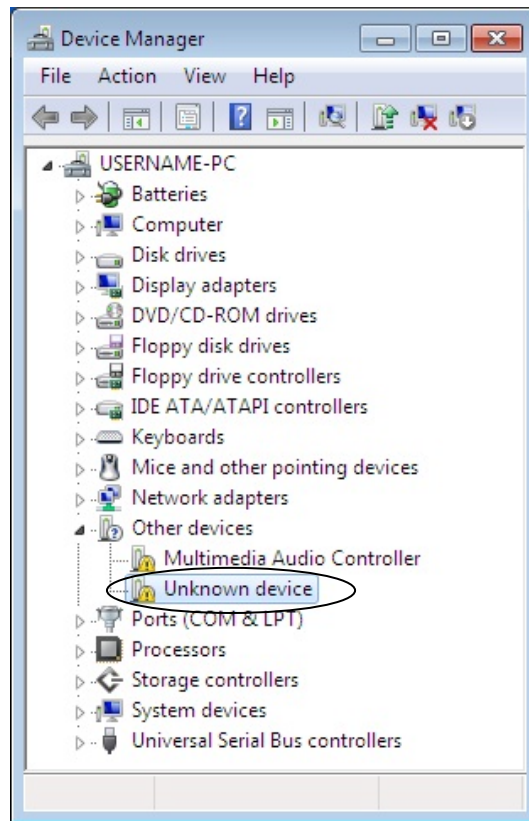 Device Manager
File Action View Help
USERNAME-PC
Batteries
Computer
Disk drives
Display adapters
DVD/CD-ROM drives
Floppy disk drives
Floppy drive controllers
IDE ATA/ATAPI controllers
Keyboards
Mice and other pointing devices
Network adapters
Other devices
Multimedia Audio Controller
Unknown device
Ports (COM & LPT)
Processors
Storage controllers
System devices
Universal Serial Bus controllers